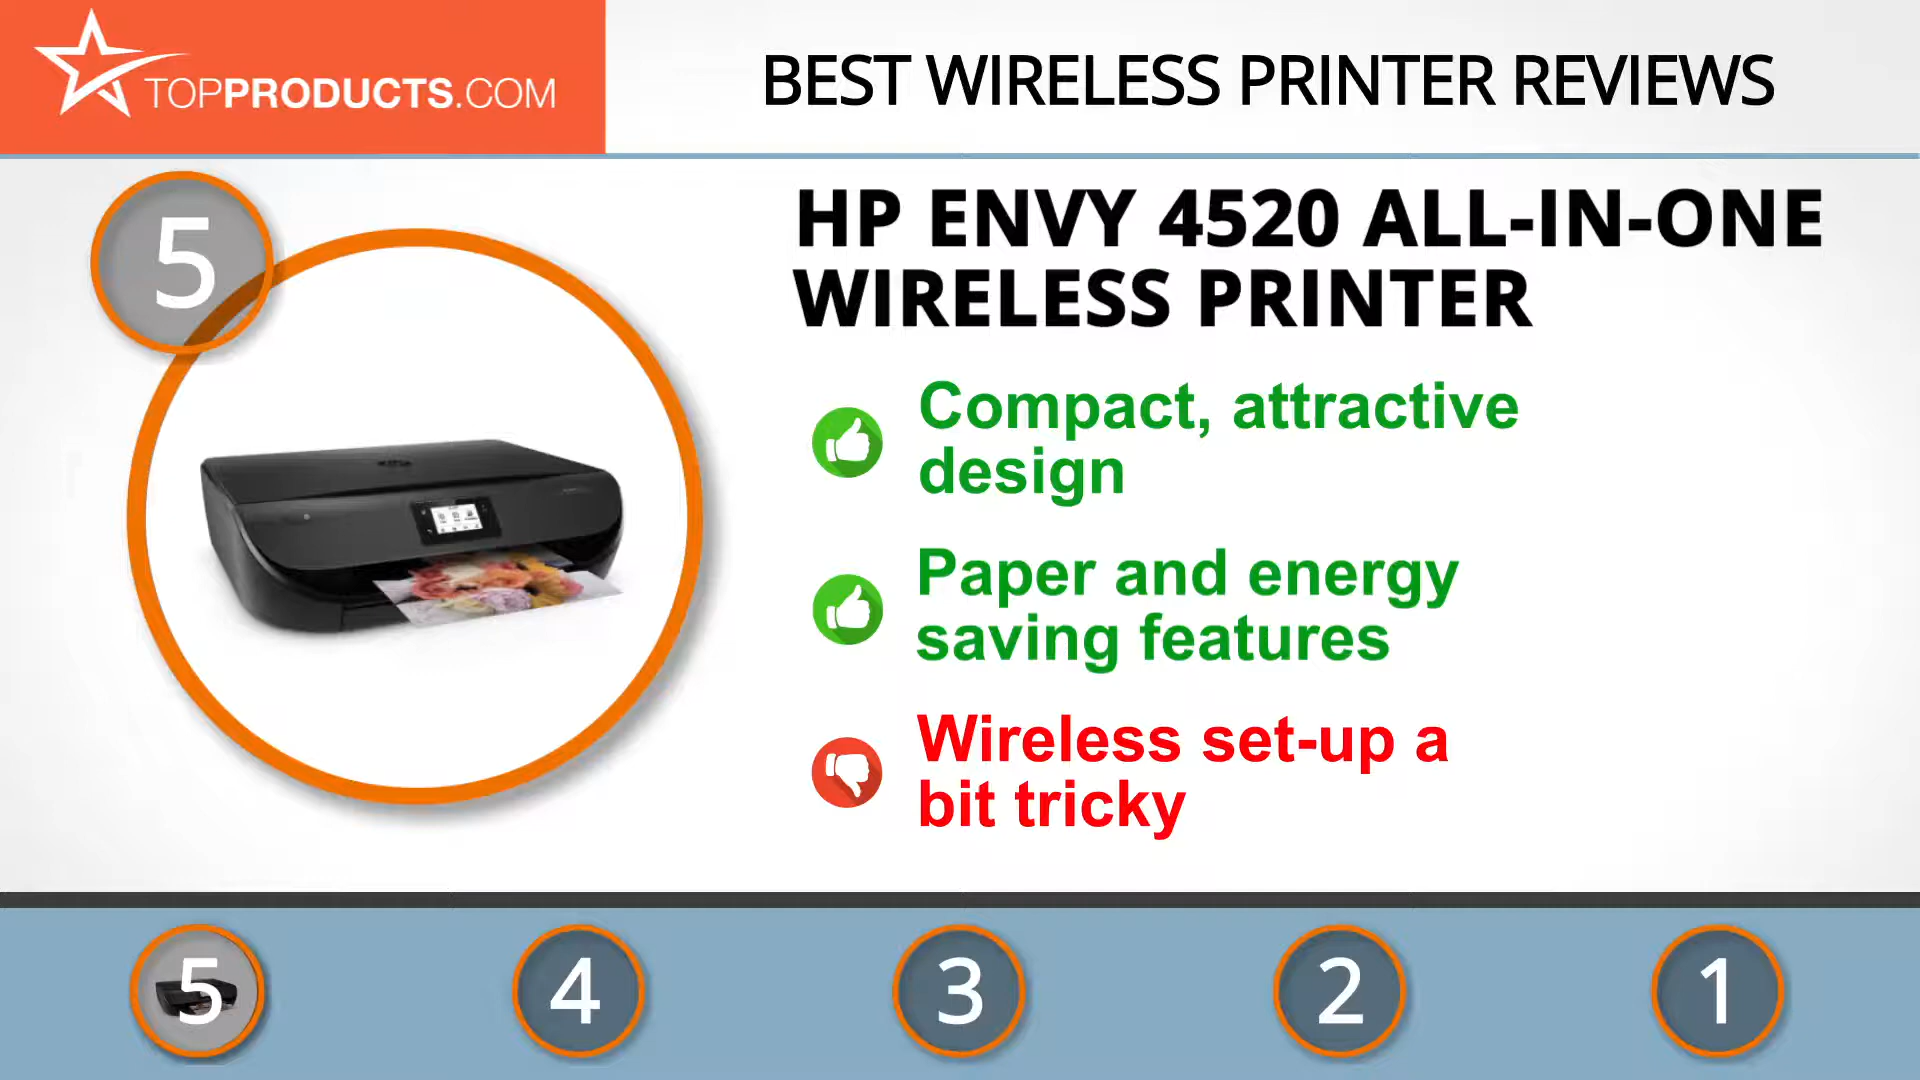 TOPPRODUCTS.COM
BEST WIRELESS PRINTER REVIEWS
5
HP ENVY 4520 ALL-IN-ONE
WIRELESS PRINTER
Compact, attractive
design
Paper and energy
saving features
Wireless set-up a
bit tricky
5
4
3
2
1